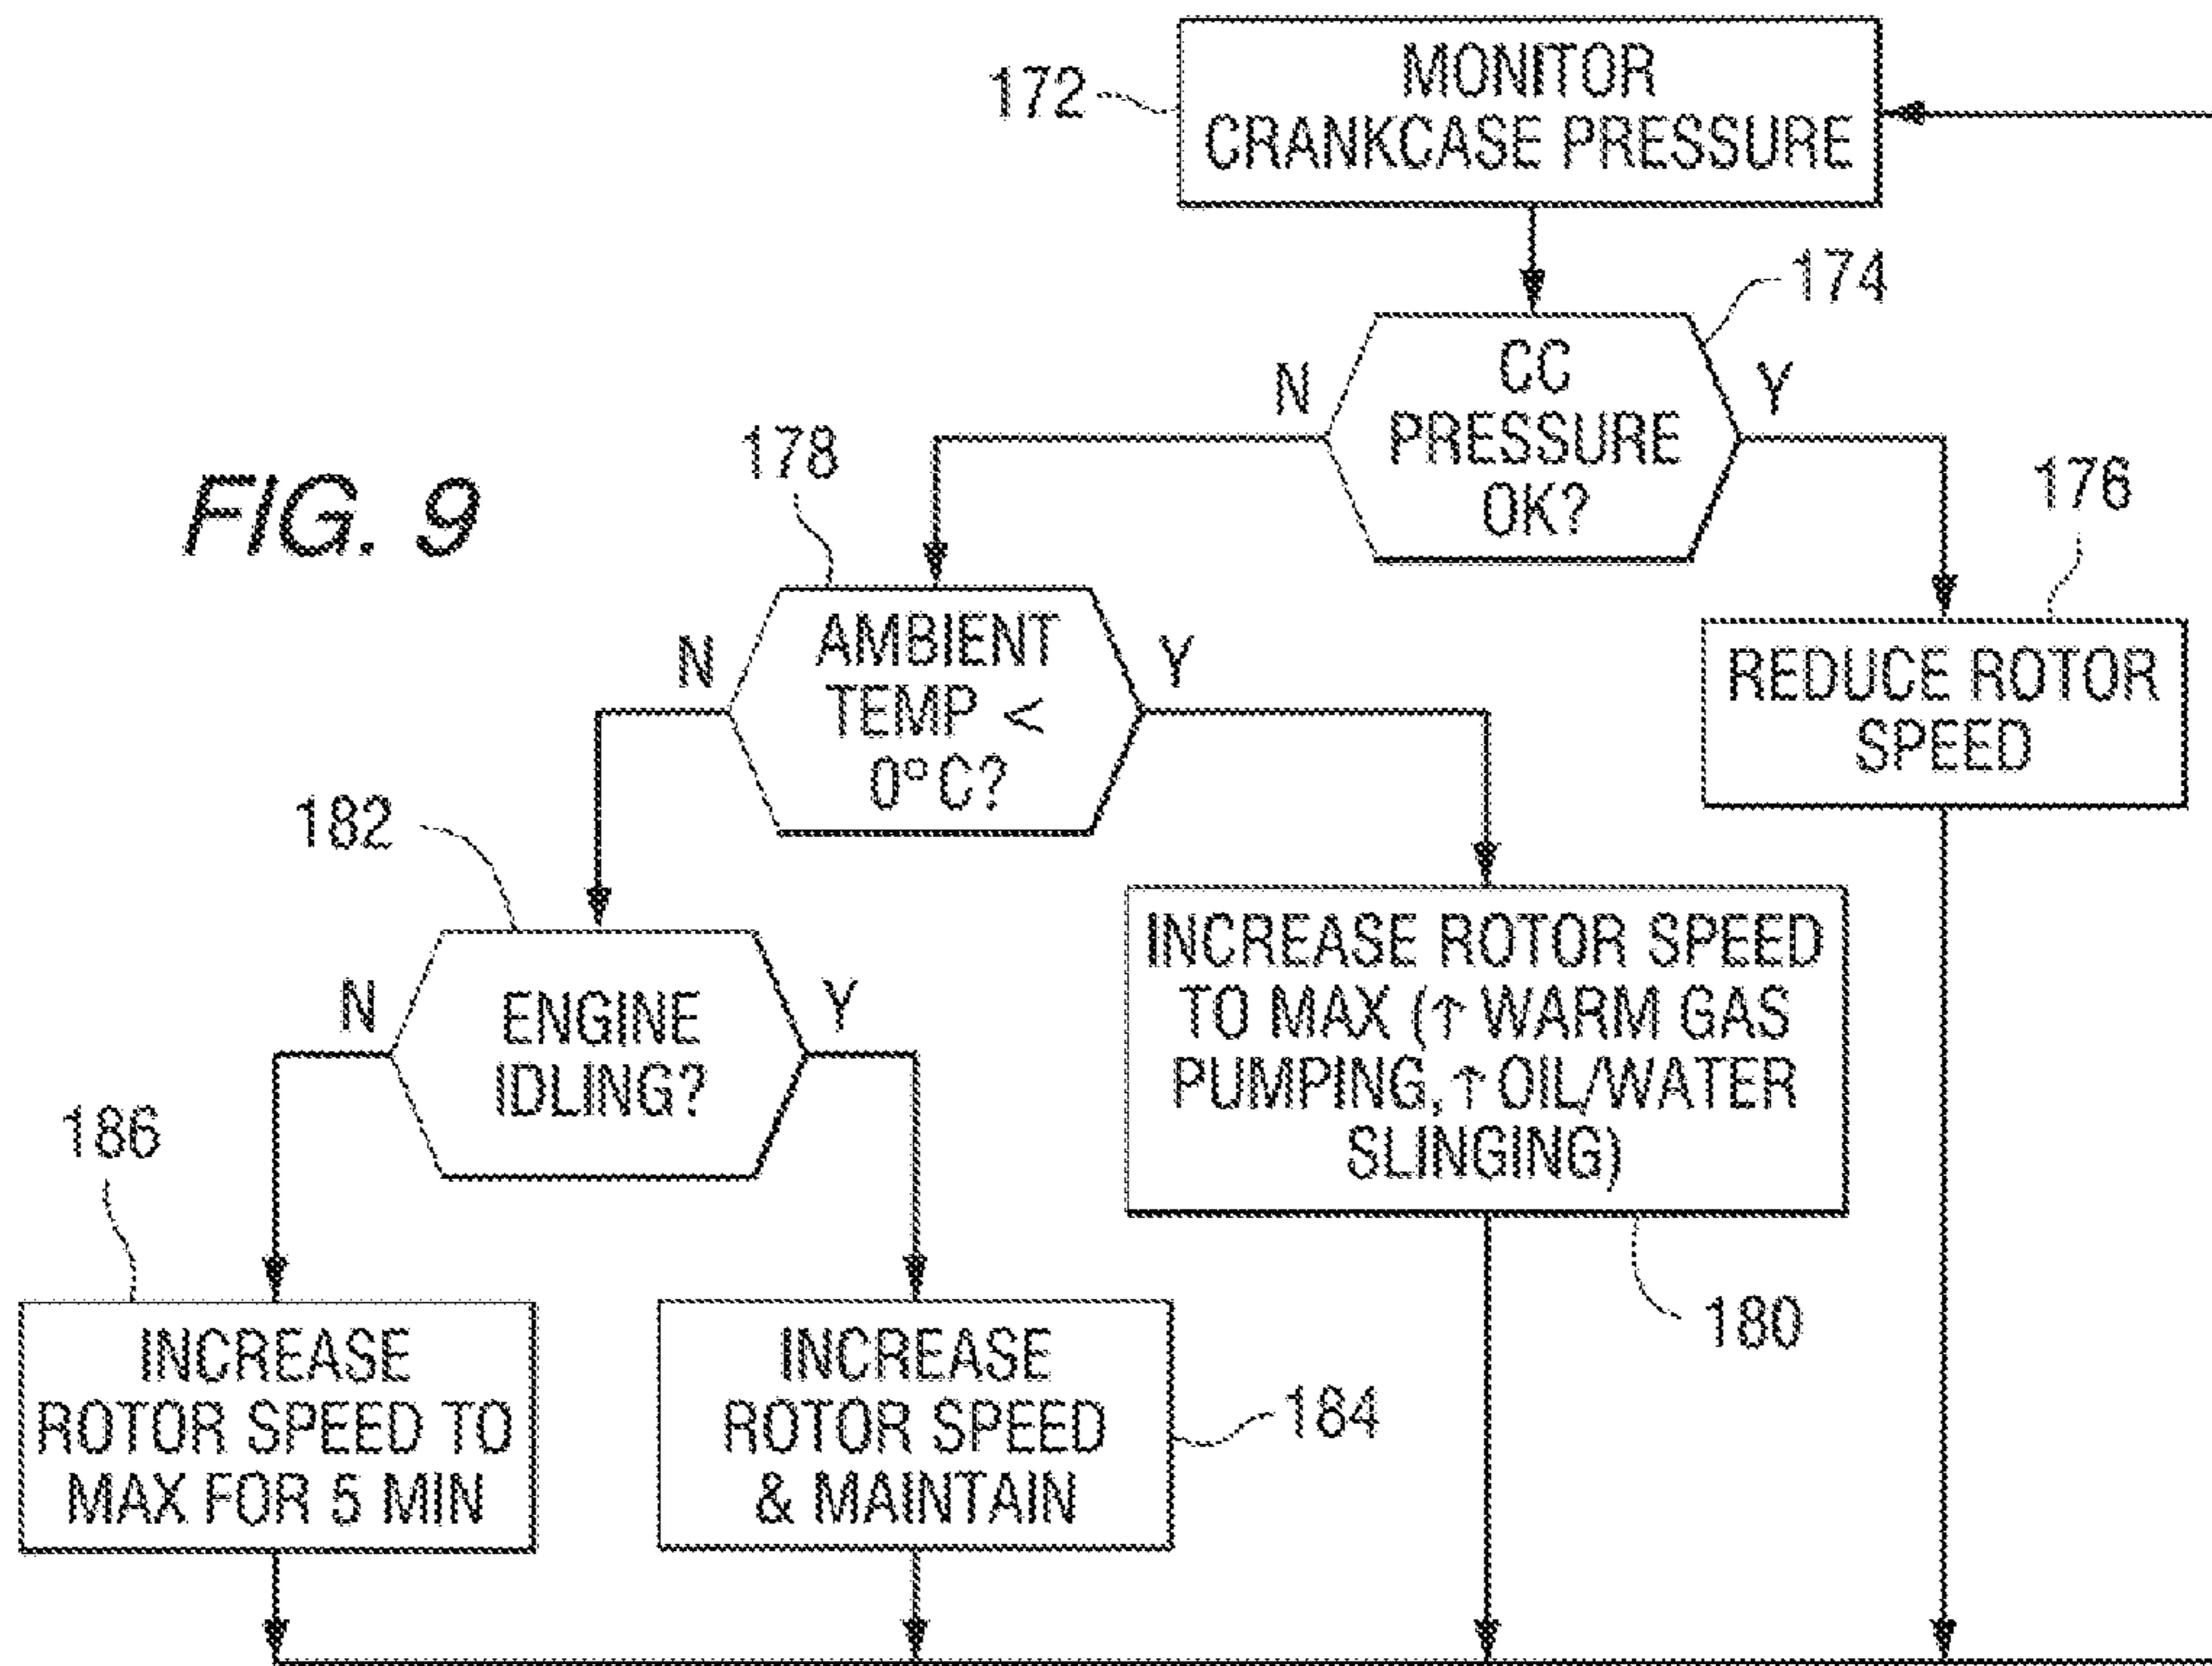 MONITOR
CRANKCASE PRESSURE
172
174
CC
PRESSURE
OK?
N
Y
178
176
FIG. 9
AMBIENT
TEMP <
0°C?
N
Y
REDUCE ROTOR
SPEED
182
ENGINE
IDLING?
N
Y
INCREASE ROTOR SPEED
TO MAX (↑ WARM GAS
PUMPING, ↑ OIL/WATER
SLINGING)
180
186
INCREASE
ROTOR SPEED TO
MAX FOR 5 MIN
INCREASE
ROTOR SPEED
& MAINTAIN
184